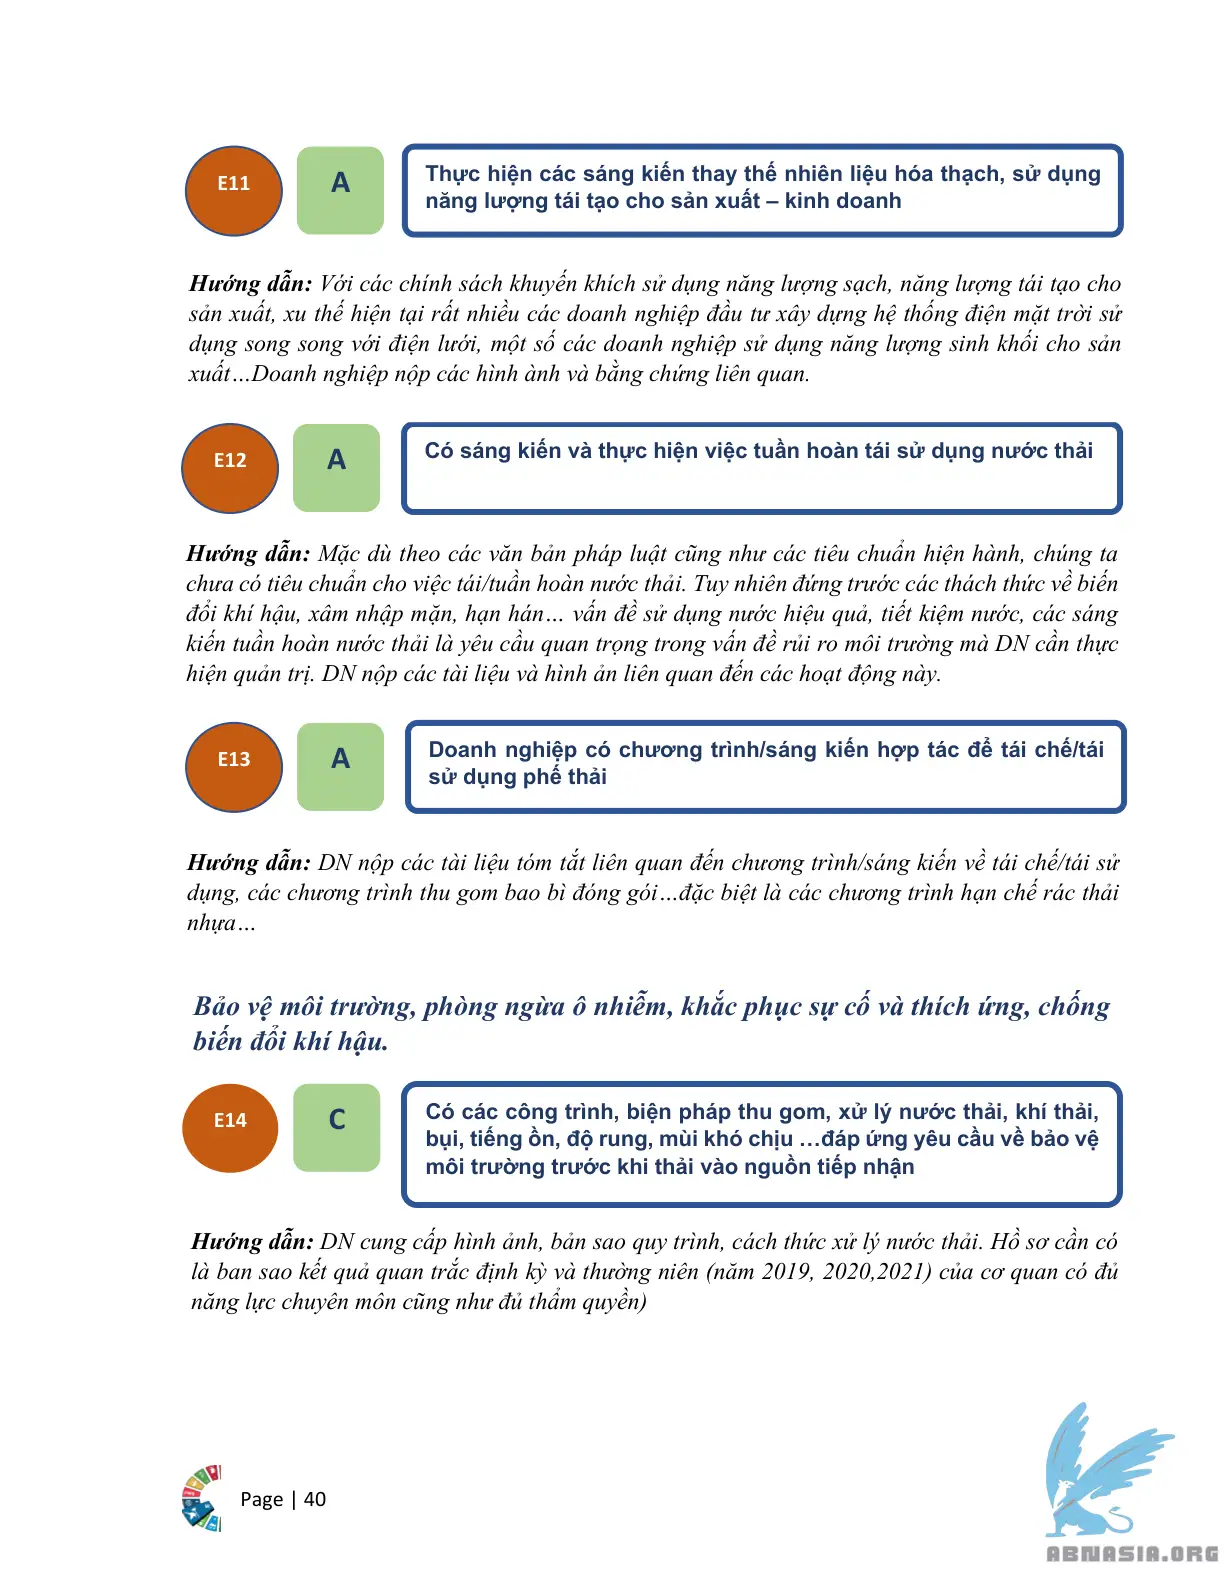 E11
A
Thực hiện các sáng kiến thay thế nhiên liệu hóa thạch, sử dụng
năng lượng tái tạo cho sản xuất – kinh doanh
Hướng dẫn: Với các chính sách khuyến khích sử dụng năng lượng sạch, năng lượng tái tạo cho
sản xuất, xu thế hiện tại rất nhiều các doanh nghiệp đầu tư xây dựng hệ thống điện mặt trời sử
dụng song song với điện lưới, một số các doanh nghiệp sử dụng năng lượng sinh khối cho sản
xuất…Doanh nghiệp nộp các hình ành và bằng chứng liên quan.
E12
A
Có sáng kiến và thực hiện việc tuần hoàn tái sử dụng nước thải
Hướng dẫn: Mặc dù theo các văn bản pháp luật cũng như các tiêu chuẩn hiện hành, chúng ta
chưa có tiêu chuẩn cho việc tái/tuần hoàn nước thải. Tuy nhiên đứng trước các thách thức về biến
đổi khí hậu, xâm nhập mặn, hạn hán… vấn đề sử dụng nước hiệu quả, tiết kiệm nước, các sáng
kiến tuần hoàn nước thải là yêu cầu quan trọng trong vấn đề rủi ro môi trường mà DN cần thực
hiện quản trị. DN nộp các tài liệu và hình ản liên quan đến các hoạt động này.
E13
A
Doanh nghiệp có chương trình/sáng kiến hợp tác để tái chế/tái
sử dụng phế thải
Hướng dẫn: DN nộp các tài liệu tóm tắt liên quan đến chương trình/sáng kiến về tái chế/tái sử
dụng, các chương trình thu gom bao bì đóng gói…đặc biệt là các chương trình hạn chế rác thải
nhựa…
Bảo vệ môi trường, phòng ngừa ô nhiễm, khắc phục sự cố và thích ứng, chống
biến đổi khí hậu.
E14
C
Có các công trình, biện pháp thu gom, xử lý nước thải, khí thải,
bụi, tiếng ồn, độ rung, mùi khó chịu …đáp ứng yêu cầu về bảo vệ
môi trường trước khi thải vào nguồn tiếp nhận
Hướng dẫn: DN cung cấp hình ảnh, bản sao quy trình, cách thức xử lý nước thải. Hồ sơ cần có
là ban sao kết quả quan trắc định kỳ và thường niên (năm 2019, 2020,2021) của cơ quan có đủ
năng lực chuyên môn cũng như đủ thẩm quyền)
Page | 40
ABNASIA.ORG